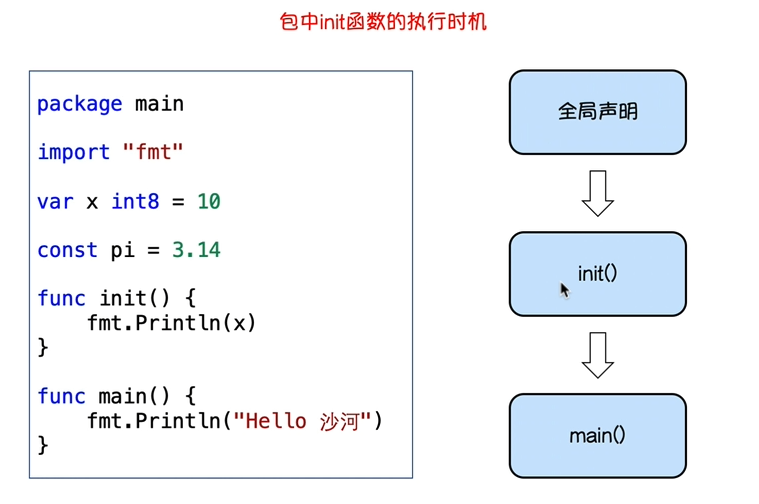 包中init函数的执行时机
package main
import "fmt"
var x int8 = 10
const pi = 3.14
func init() {
    fmt.Println(x)
}
func main() {
    fmt.Println("Hello 沙河")
}
全局声明
init()
main()